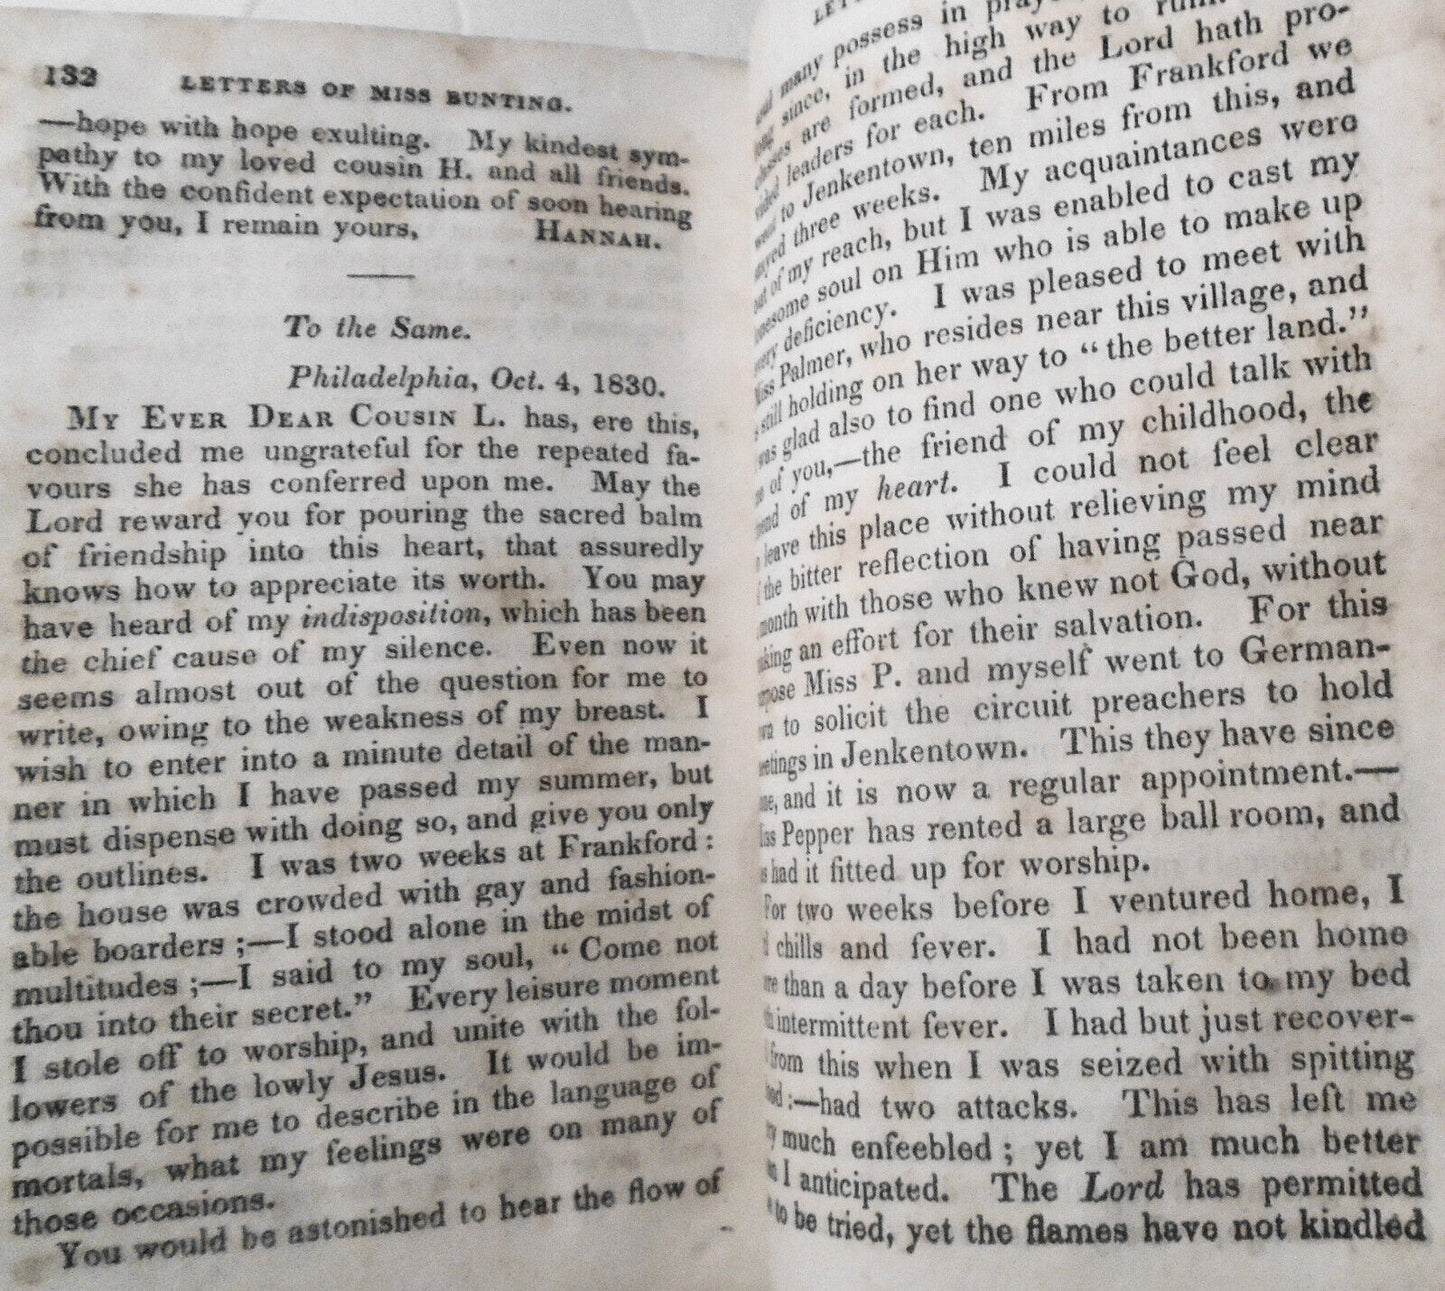 132 LETTERS OF MISS BUNTING.
—hope with hope exulting. My kindest sym-
pathy to my loved cousin H. and all friends.
With the confident expectation of soon hearing
from you, I remain yours, HANNAH.
To the Same.
Philadelphia, Oct. 4, 1830.
MY EVER DEAR COUSIN L. has, ere this,
concluded me ungrateful for the repeated fa-
vours she has conferred upon me. May the
Lord reward you for pouring the sacred balm
of friendship into this heart, that assuredly
knows how to appreciate its worth. You may
have heard of my indisposition, which has been
the chief cause of my silence. Even now it
seems almost out of the question for me to
write, owing to the weakness of my breast. I
wish to enter into a minute detail of the man-
ner in which I have passed my summer, but
must dispense with doing so, and give you only
the outlines. I was two weeks at Frankford:
the house was crowded with gay and fashion-
able boarders;—I stood alone in the midst of
multitudes;—I said to my soul, "Come not
thou into their secret." Every leisure moment
I stole off to worship, and unite with the fol-
lowers of the lowly Jesus. It would be im-
possible for me to describe in the language of
mortals, what my feelings were on many of
those occasions.
You would be astonished to hear the flow of
many possess in
since, in the high way to
are formed, and the Lord hath pro-
leaders for each. From Frankford we
to Jenkentown, ten miles from this, and
three weeks. My acquaintances were
of my reach, but I was enabled to cast my
soul on Him who is able to make up
deficiency. I was pleased to meet with
Palmer, who resides near this village, and
still holding on her way to "the better land."
glad also to find one who could talk with
of you,—the friend of my childhood, the
of my heart. I could not feel clear
leave this place without relieving my mind
the bitter reflection of having passed near
month with those who knew not God, without
an effort for their salvation. For this
Miss P. and myself went to German-
to solicit the circuit preachers to hold
in Jenkentown. This they have since
and it is now a regular appointment.—
Pepper has rented a large ball room, and
had it fitted up for worship.
For two weeks before I ventured home, I
chills and fever. I had not been home
than a day before I was taken to my bed
intermittent fever. I had but just recover-
from this when I was seized with spitting
:—had two attacks. This has left me
much enfeebled; yet I am much better
I anticipated. The Lord has permitted
to be tried, yet the flames have not kindled